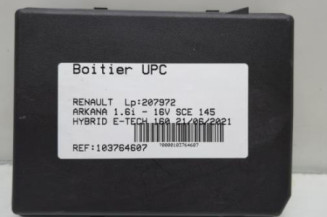 Boitier UPC
RENAULT Lp:207972
ARKANA 1.6i - 16V SCE 145
HYBRID E-TECH 160 21/06/2021
REF:103764607
70000103764607